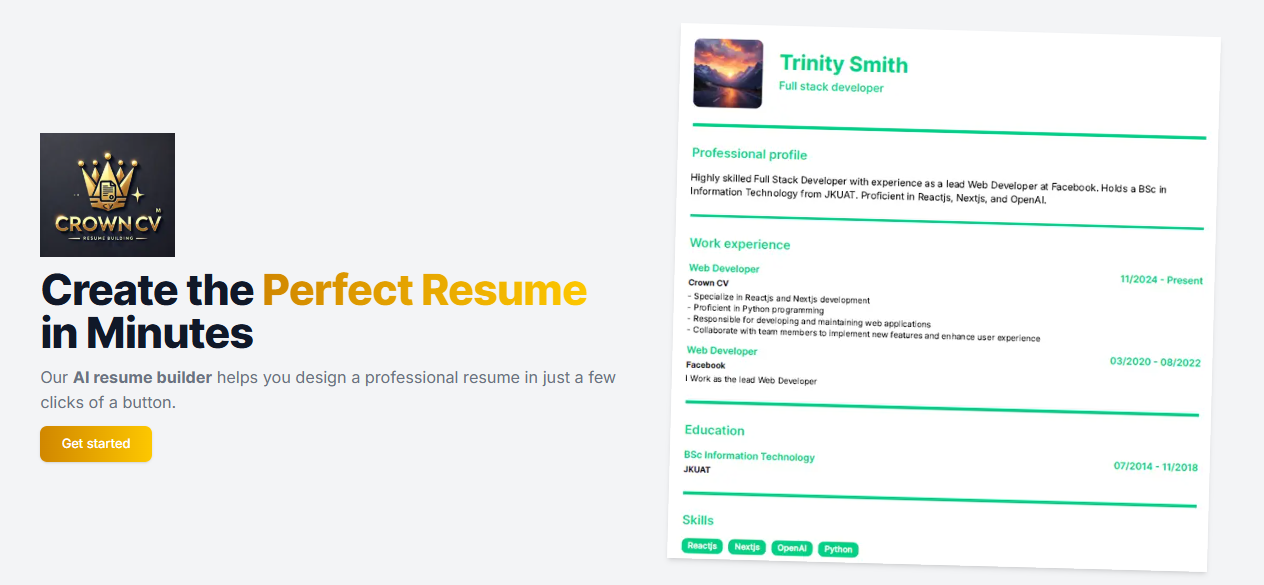 CROWN CV
RESUME BUILDING
Create the Perfect Resume
in Minutes
Our AI resume builder helps you design a professional resume in just a few
clicks of a button.
Get started
Trinity Smith
Full stack developer
Professional profile
Highly skilled Full Stack Developer with experience as a lead Web Developer at Facebook. Holds a BSc in
Information Technology from JKUAT. Proficient in Reactjs, Nextjs, and OpenAI.
Work experience
Web Developer 11/2024 - Present
Crown CV
- Specialize in Reactjs and Nextjs development
- Proficient in Python programming
- Responsible for developing and maintaining web applications
- Collaborate with team members to implement new features and enhance user experience
Web Developer 03/2020 - 08/2022
Facebook
I Work as the lead Web Developer
Education
BSc Information Technology 07/2014 - 11/2018
JKUAT
Skills
Reactjs Nextjs OpenAI Python